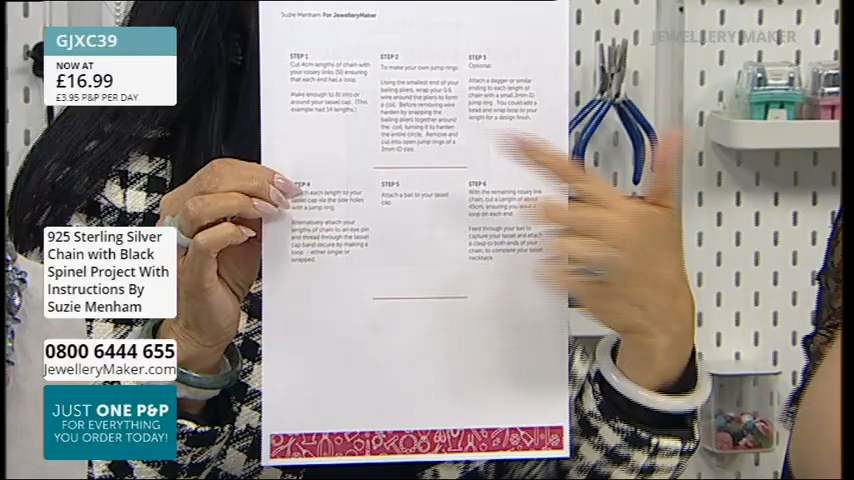 GJXC39
NOW AT
£16.99
£3.95 P&P PER DAY
925 Sterling Silver
Chain with Black
Spinel Project With
Instructions By
Suzie Menham
0800 6444 655
JewelleryMaker.com
JUST ONE P&P
FOR EVERYTHING
YOU ORDER TODAY!
JEWELLERY MAKER
Suzie Menham For JewelleryMaker
STEP 1
Cut 4cm lengths of chain with
your rosary links (5) ensuring
that each end has a loop.
Make enough to fit into or
around your tassel cap. (This
example had 14 lengths.)
STEP 2
To make your own jump rings.
Using the smallest end of your
bailing pliers, wrap your 0.6
wire around the pliers to form
a coil. Before removing wire
harden by snapping the
bailing pliers together around
the coil, turning it to harden
the entire circle. Remove and
cut into open jump rings of a
2mm ID size.
STEP 3
Optional.
Attach a dagger or similar
ending to each length of
chain with a small 2mm ID
jump ring. You could add a
bead and wrap loop to your
length for a design finish.
STEP 4
each length to your
tassel cap via the side holes
with a jump ring.
Alternatively attach your
lengths of chain to an eye pin
and thread through the tassel
cap band secure by making a
loop - either single or
wrapped.
STEP 5
Attach a bail to your tassel
cap.
STEP 6
With the remaining rosary link
chain, cut a length of about
45cm, ensuring you have a
loop on each end.
Feed through your bail to
capture your tassel and attach
a clasp to both ends of your
chain, to complete your tassel
necklace.